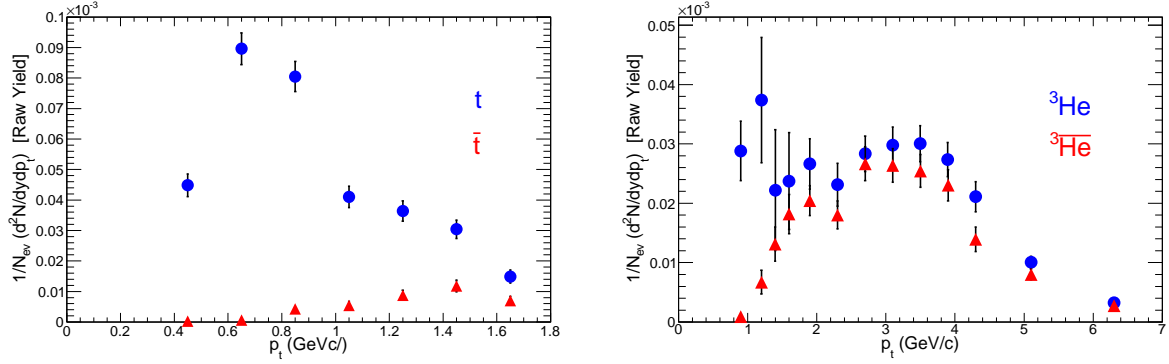 ×10⁻³
1/N_ev (d²N/dydp_t) [Raw Yield]
0.1
0.09
0.08
0.07
0.06
0.05
0.04
0.03
0.02
0.01
0
t
t̄
0 0.2 0.4 0.6 0.8 1 1.2 1.4 1.6 1.8
p_t (GeVc/)
×10⁻³
1/N_ev (d²N/dydp_t) [Raw Yield]
0.05
0.04
0.03
0.02
0.01
0
³He
³H̅e̅
0 1 2 3 4 5 6 7
p_t (GeV/c)